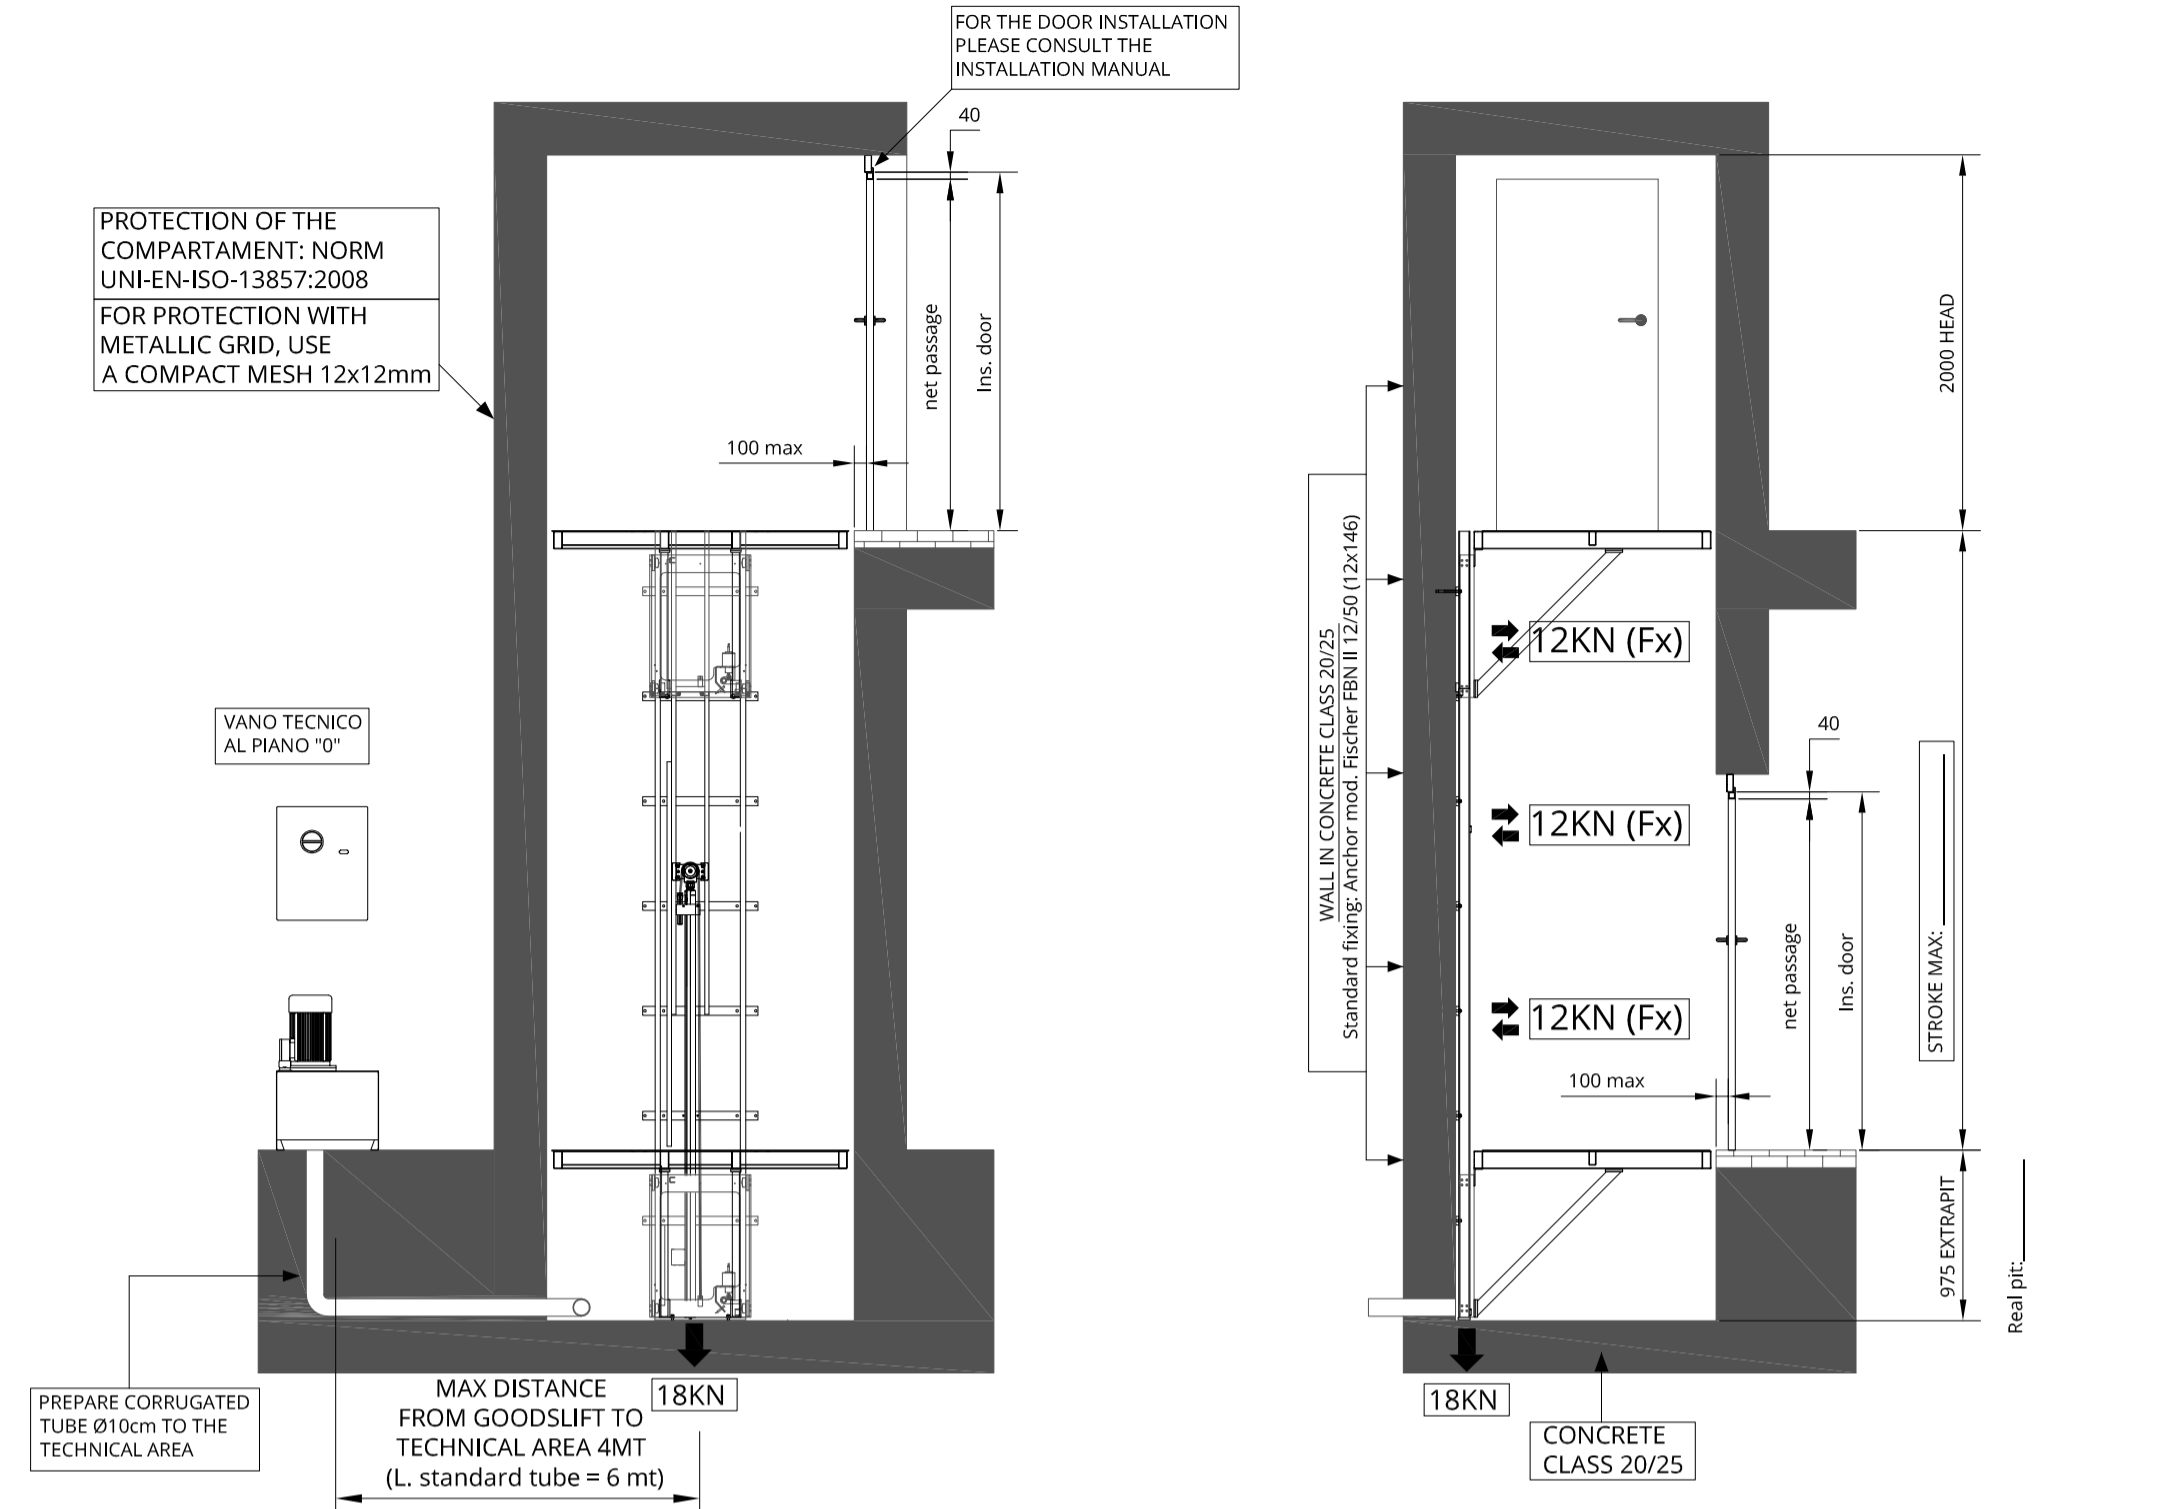 FOR THE DOOR INSTALLATION
PLEASE CONSULT THE
INSTALLATION MANUAL
40
PROTECTION OF THE
COMPARTAMENT: NORM
UNI-EN-ISO-13857:2008
FOR PROTECTION WITH
METALLIC GRID, USE
A COMPACT MESH 12x12mm
net passage
Ins. door
100 max
VANO TECNICO
AL PIANO "0"
PREPARE CORRUGATED
TUBE Ø10cm TO THE
TECHNICAL AREA
MAX DISTANCE
FROM GOODSLIFT TO
TECHNICAL AREA 4MT
(L. standard tube = 6 mt)
18KN
WALL IN CONCRETE CLASS 20/25
Standard fixing: Anchor mod. Fischer FBN II 12/50 (12x146)
2000 HEAD
12KN (Fx)
12KN (Fx)
12KN (Fx)
40
net passage
Ins. door
100 max
STROKE MAX:
975 EXTRAPIT
Real pit:
18KN
CONCRETE
CLASS 20/25